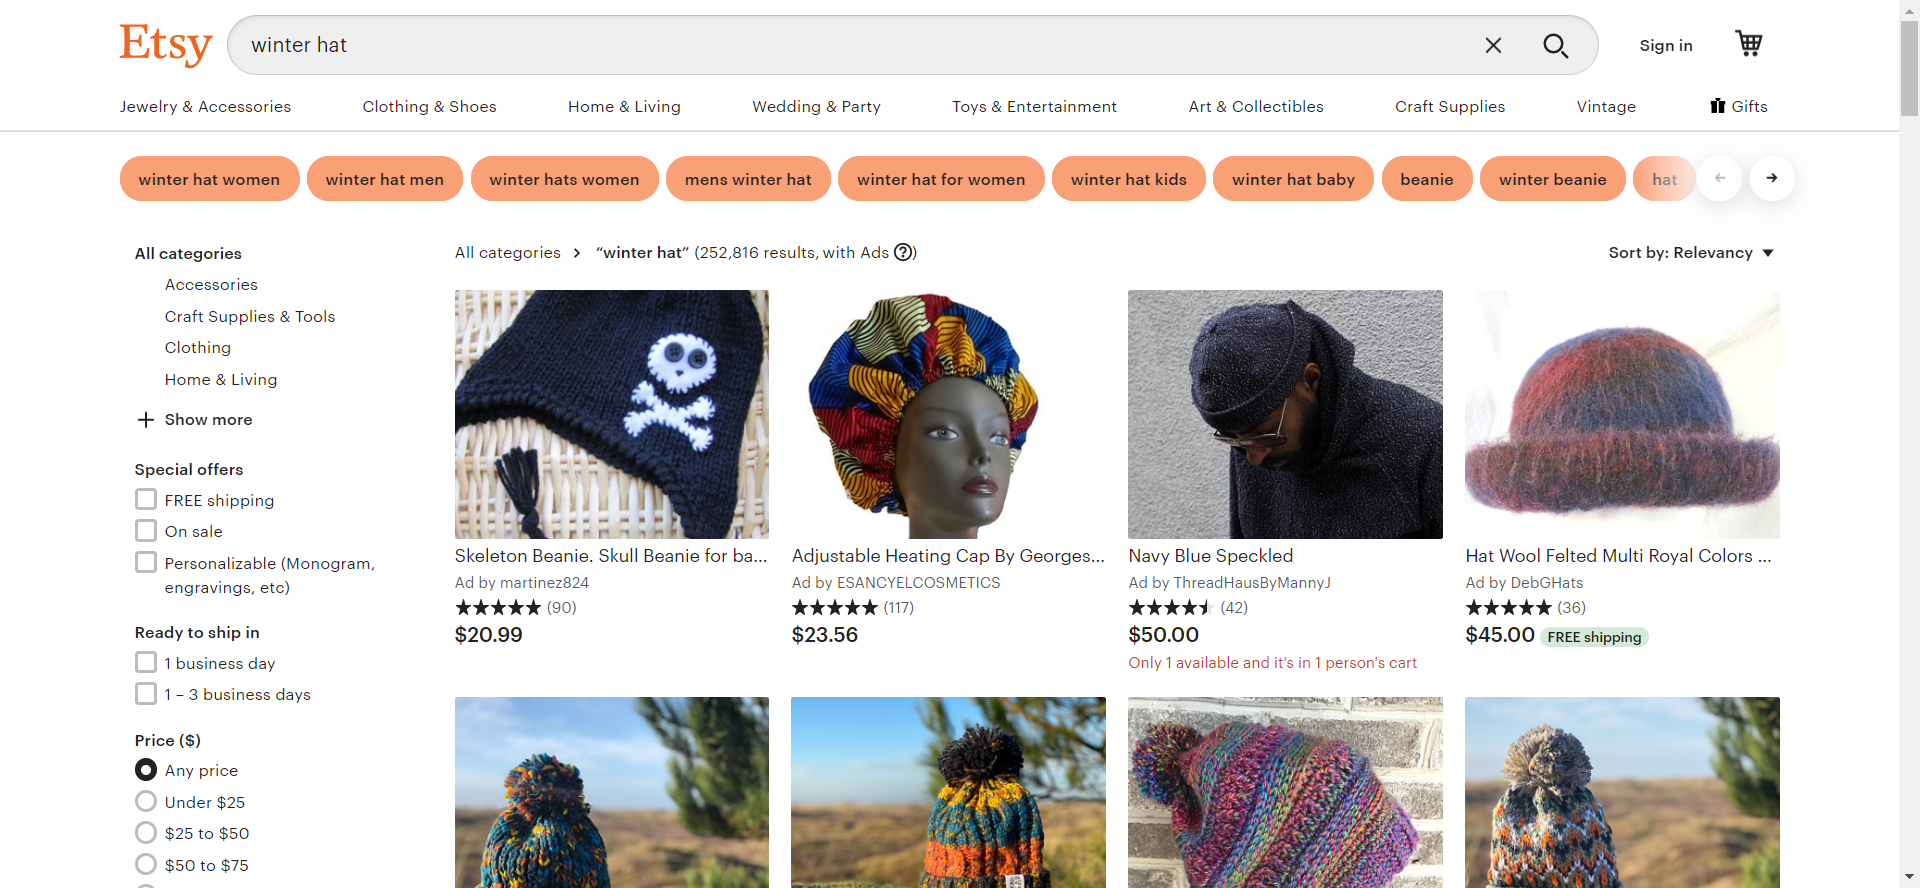 Etsy
winter hat
Sign in
Jewelry & Accessories
Clothing & Shoes
Home & Living
Wedding & Party
Toys & Entertainment
Art & Collectibles
Craft Supplies
Vintage
Gifts
winter hat women
winter hat men
winter hats women
mens winter hat
winter hat for women
winter hat kids
winter hat baby
beanie
winter beanie
hat
All categories
Accessories
Craft Supplies & Tools
Clothing
Home & Living
Show more
Special offers
FREE shipping
On sale
Personalizable (Monogram,
engravings, etc)
Ready to ship in
1 business day
1 – 3 business days
Price ($)
Any price
Under $25
$25 to $50
$50 to $75
All categories
“winter hat” (252,816 results, with Ads ?)
Sort by: Relevancy
Skeleton Beanie. Skull Beanie for ba...
Ad by martinez824
(90)
$20.99
Adjustable Heating Cap By Georges...
Ad by ESANCYELCOSMETICS
(117)
$23.56
Navy Blue Speckled
Ad by ThreadHausByMannyJ
(42)
$50.00
Only 1 available and it's in 1 person's cart
Hat Wool Felted Multi Royal Colors ...
Ad by DebGHats
(36)
$45.00 FREE shipping